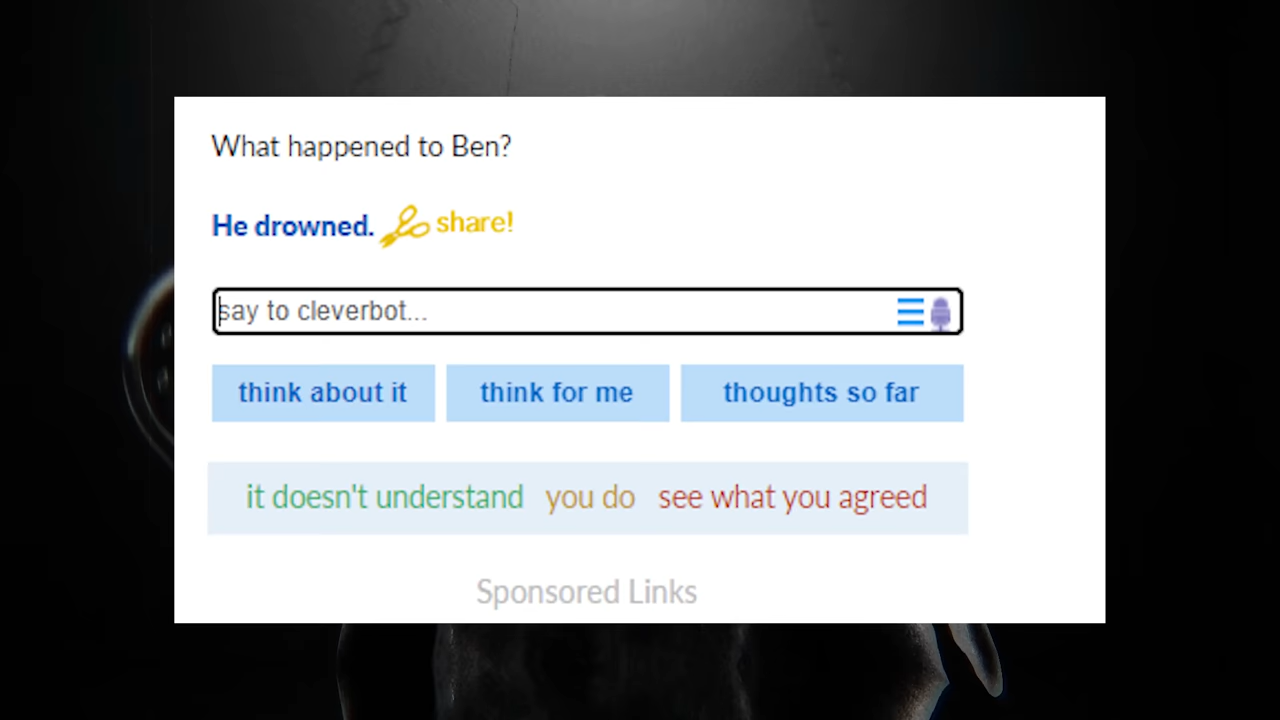 What happened to Ben?
He drowned. share!
say to cleverbot...
think about it think for me thoughts so far
it doesn't understand you do see what you agreed
Sponsored Links